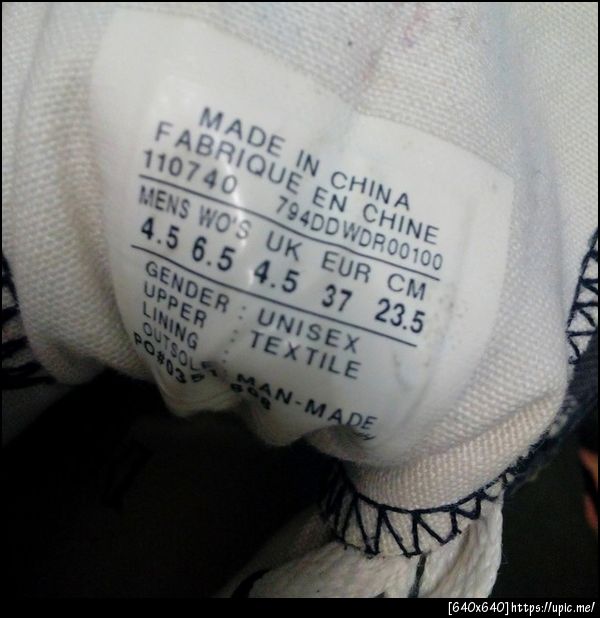 MADE IN CHINA
FABRIQUE EN CHINE
110740 794DDWDR00100
MENS WO'S UK EUR CM
4.5 6.5 4.5 37 23.5
GENDER : UNISEX
UPPER
LINING : TEXTILE
OUTSOLE MAN-MADE
[640x640]https://upic.me/